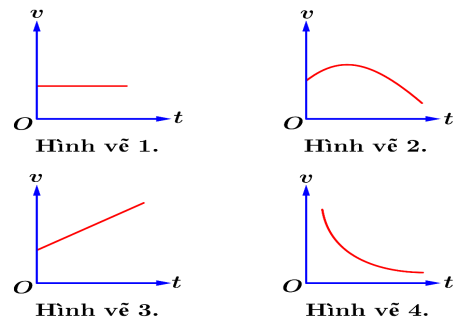 v
O
t
Hình vẽ 1.
v
O
t
Hình vẽ 2.
v
O
t
Hình vẽ 3.
v
O
t
Hình vẽ 4.